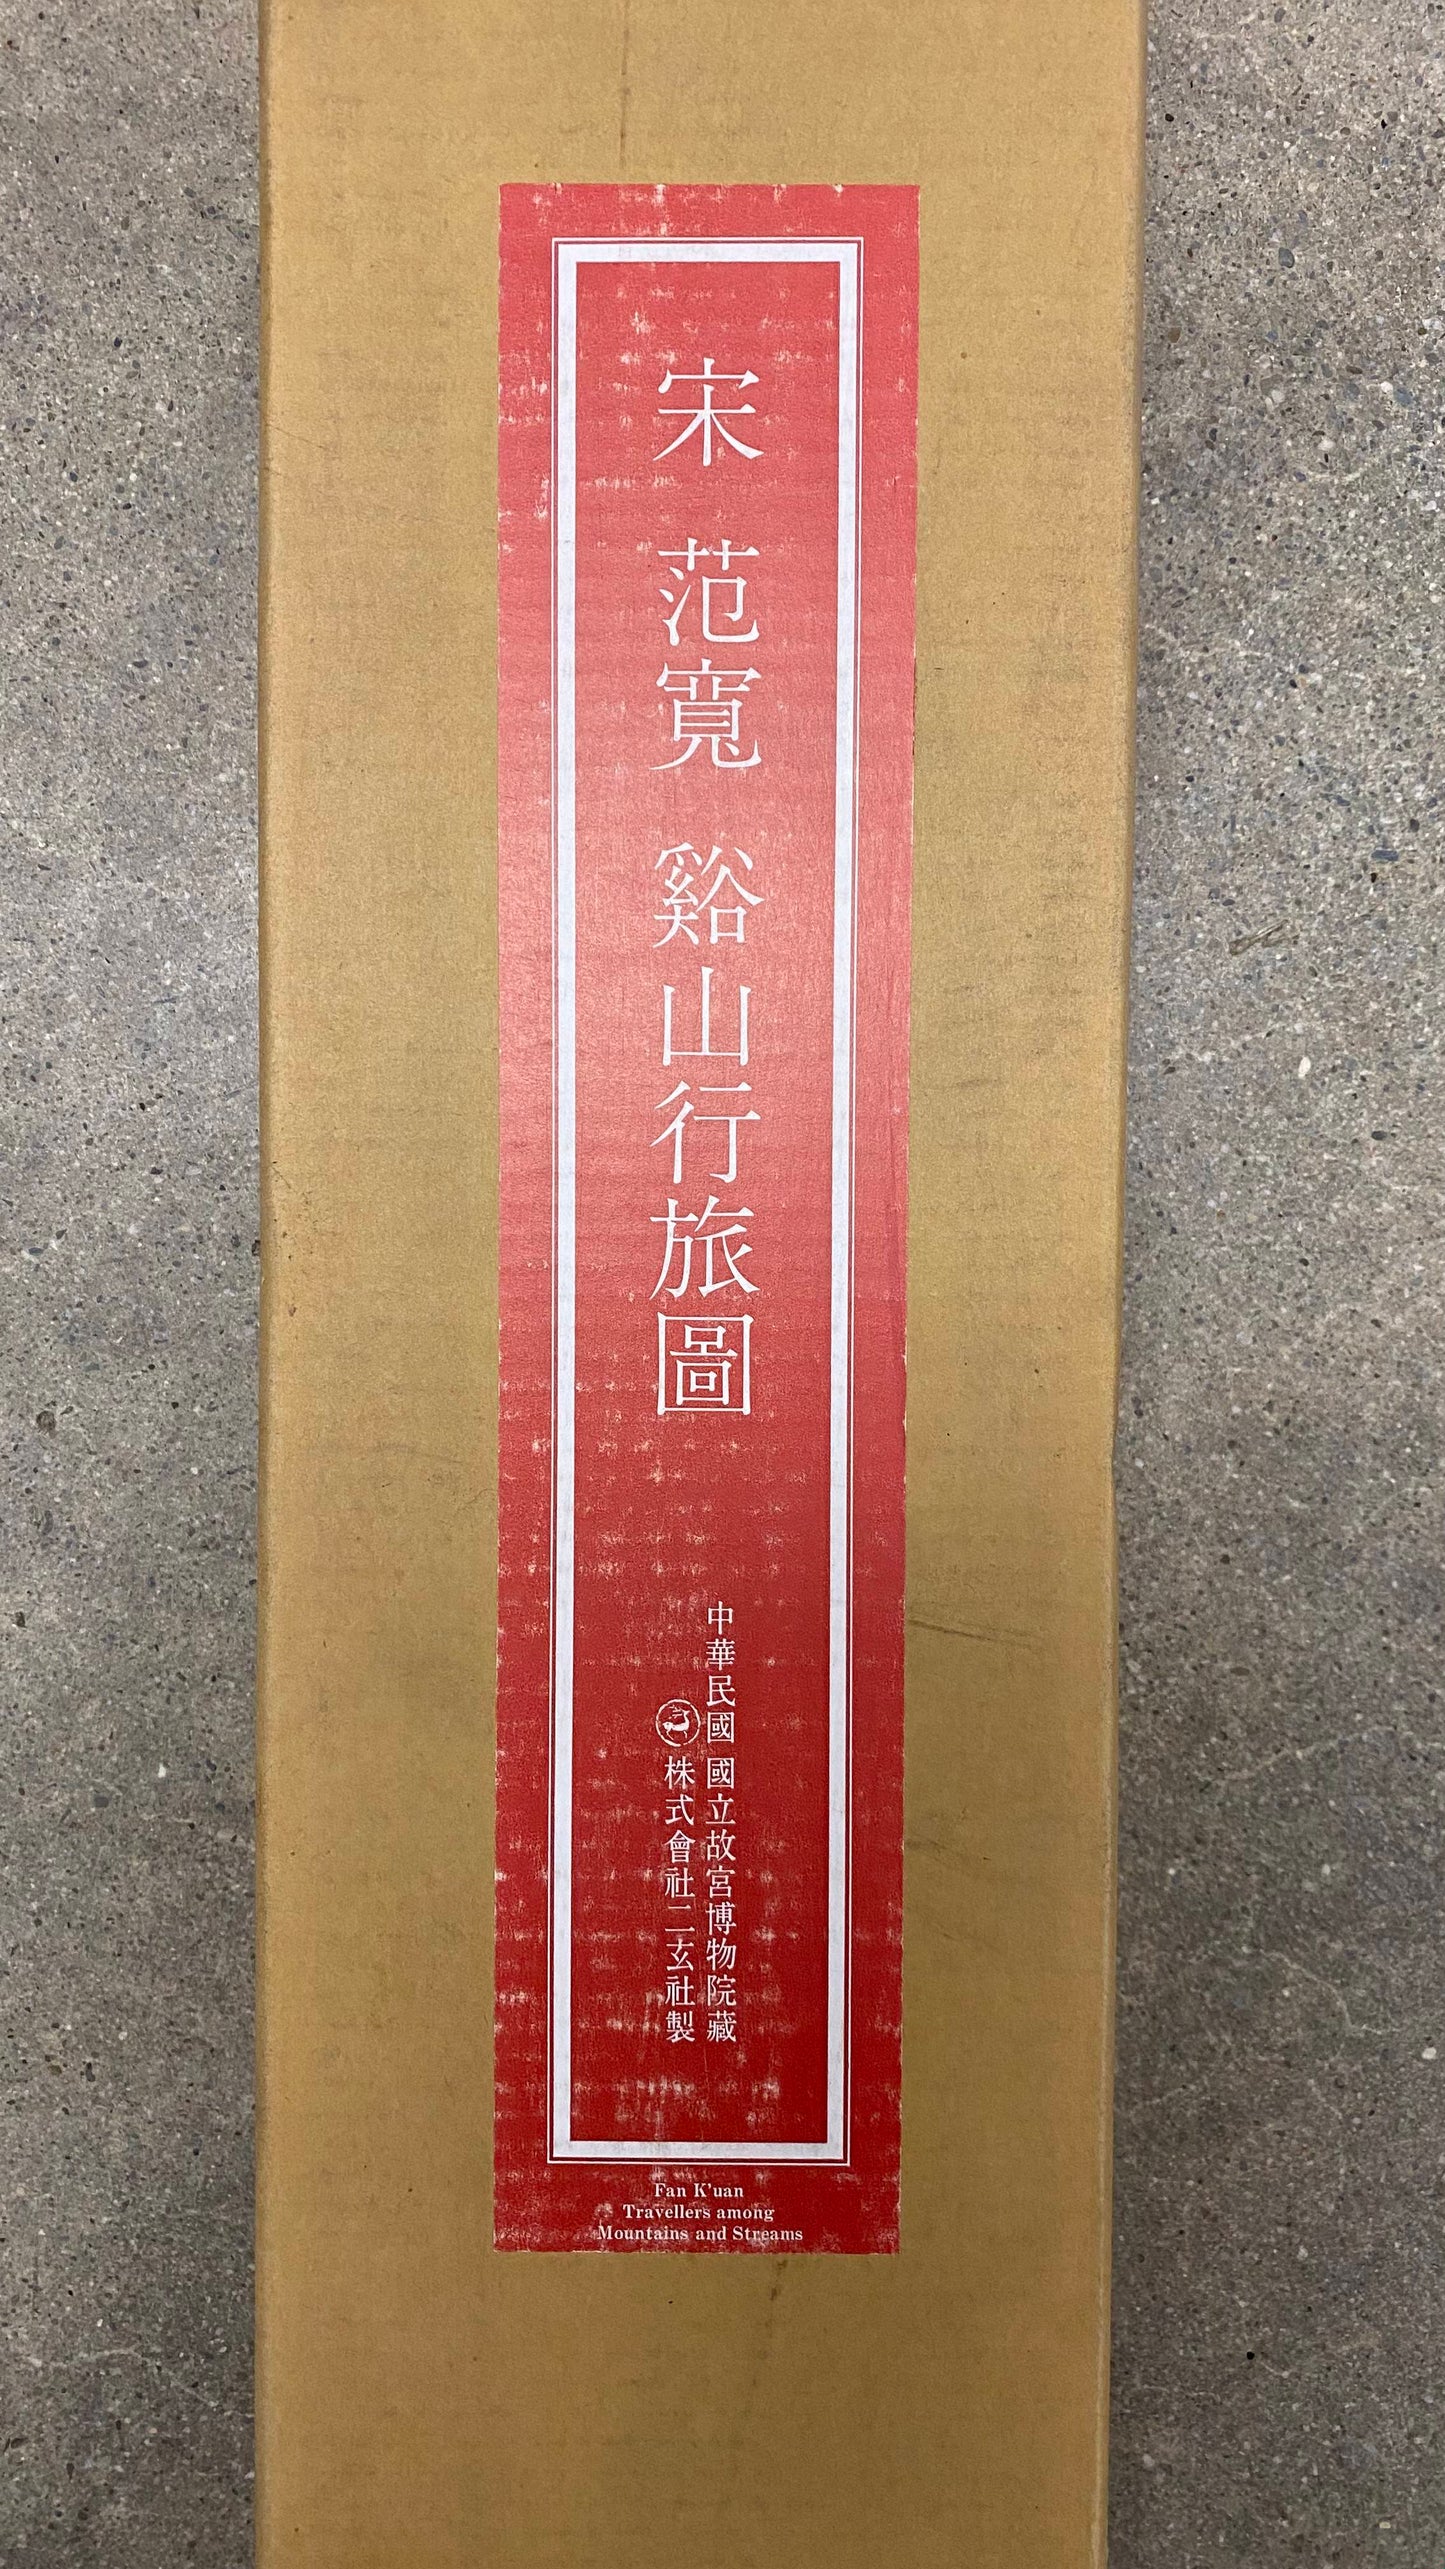 宋 范寬 谿山行旅圖
中華民國 國立故宮博物院藏
株式會社二玄社製
Fan K'uan
Travellers among
Mountains and Streams